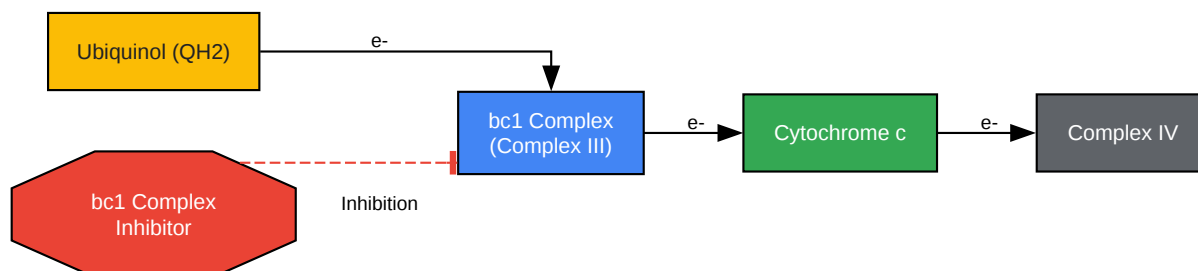 Ubiquinol (QH2)
e-
bc1 Complex
(Complex III)
e-
Cytochrome c
e-
Complex IV
bc1 Complex
Inhibitor
Inhibition